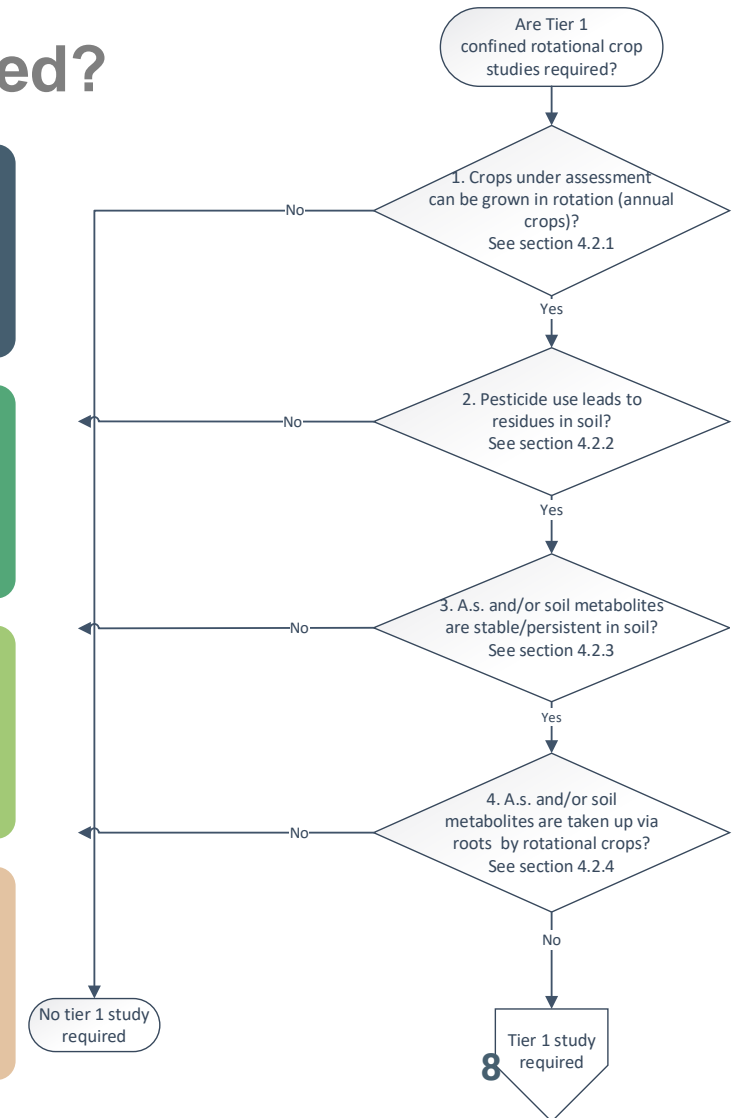 ed?
Are Tier 1
confined rotational crop
studies required?
1. Crops under assessment
can be grown in rotation (annual
crops)?
See section 4.2.1
No
Yes
2. Pesticide use leads to
residues in soil?
See section 4.2.2
No
Yes
3. A.s. and/or soil metabolites
are stable/persistent in soil?
See section 4.2.3
No
Yes
4. A.s. and/or soil
metabolites are taken up via
roots by rotational crops?
See section 4.2.4
No
No
No tier 1 study
required
Tier 1 study
required
8